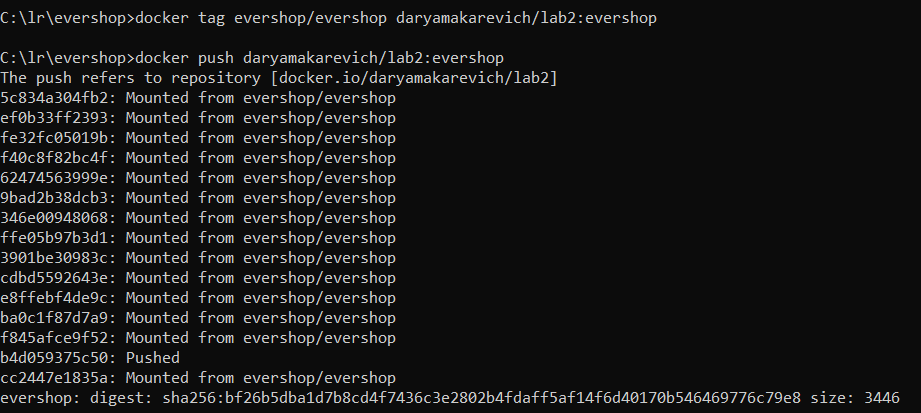 C:\lr\evershop>docker tag evershop/evershop daryamakarevich/lab2:evershop
C:\lr\evershop>docker push daryamakarevich/lab2:evershop
The push refers to repository [docker.io/daryamakarevich/lab2]
5c834a304fb2: Mounted from evershop/evershop
ef0b33ff2393: Mounted from evershop/evershop
fe32fc05019b: Mounted from evershop/evershop
f40c8f82bc4f: Mounted from evershop/evershop
62474563999e: Mounted from evershop/evershop
9bad2b38dcb3: Mounted from evershop/evershop
346e00948068: Mounted from evershop/evershop
ffe05b97b3d1: Mounted from evershop/evershop
3901be30983c: Mounted from evershop/evershop
cdbd5592643e: Mounted from evershop/evershop
e8ffebf4de9c: Mounted from evershop/evershop
ba0c1f87d7a9: Mounted from evershop/evershop
f845afce9f52: Mounted from evershop/evershop
b4d059375c50: Pushed
cc2447e1835a: Mounted from evershop/evershop
evershop: digest: sha256:bf26b5dba1d7b8cd4f7436c3e2802b4fdaff5af14f6d40170b546469776c79e8 size: 3446